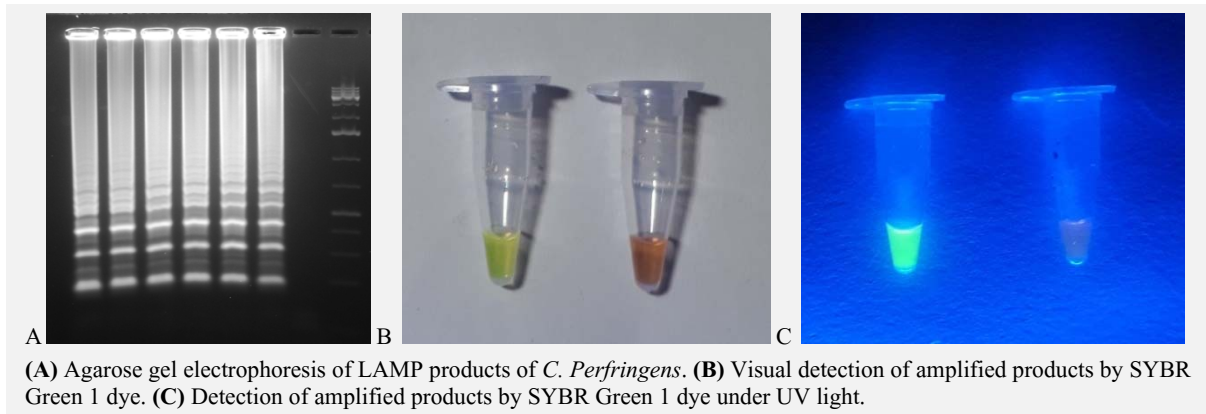 A B C
(A) Agarose gel electrophoresis of LAMP products of C. Perfringens. (B) Visual detection of amplified products by SYBR
Green 1 dye. (C) Detection of amplified products by SYBR Green 1 dye under UV light.